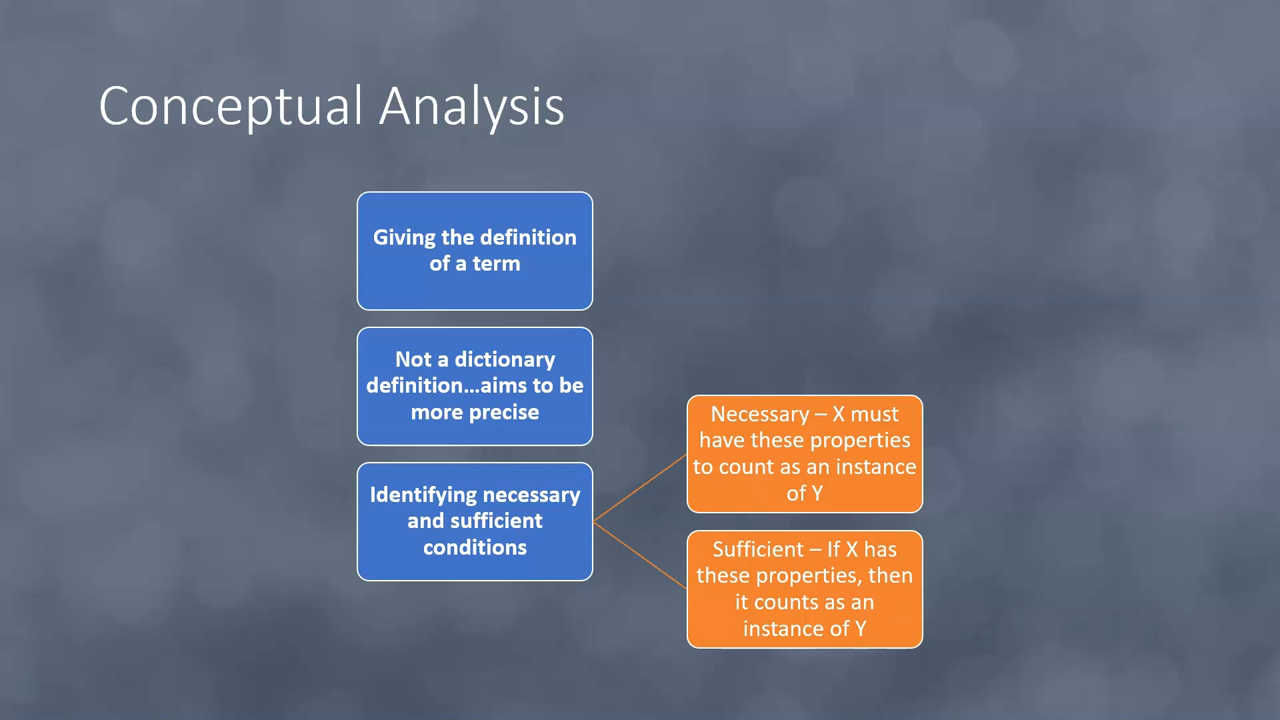 Conceptual Analysis
Giving the definition
of a term
Not a dictionary
definition...aims to be
more precise
Identifying necessary
and sufficient
conditions
Necessary – X must
have these properties
to count as an instance
of Y
Sufficient – If X has
these properties, then
it counts as an
instance of Y